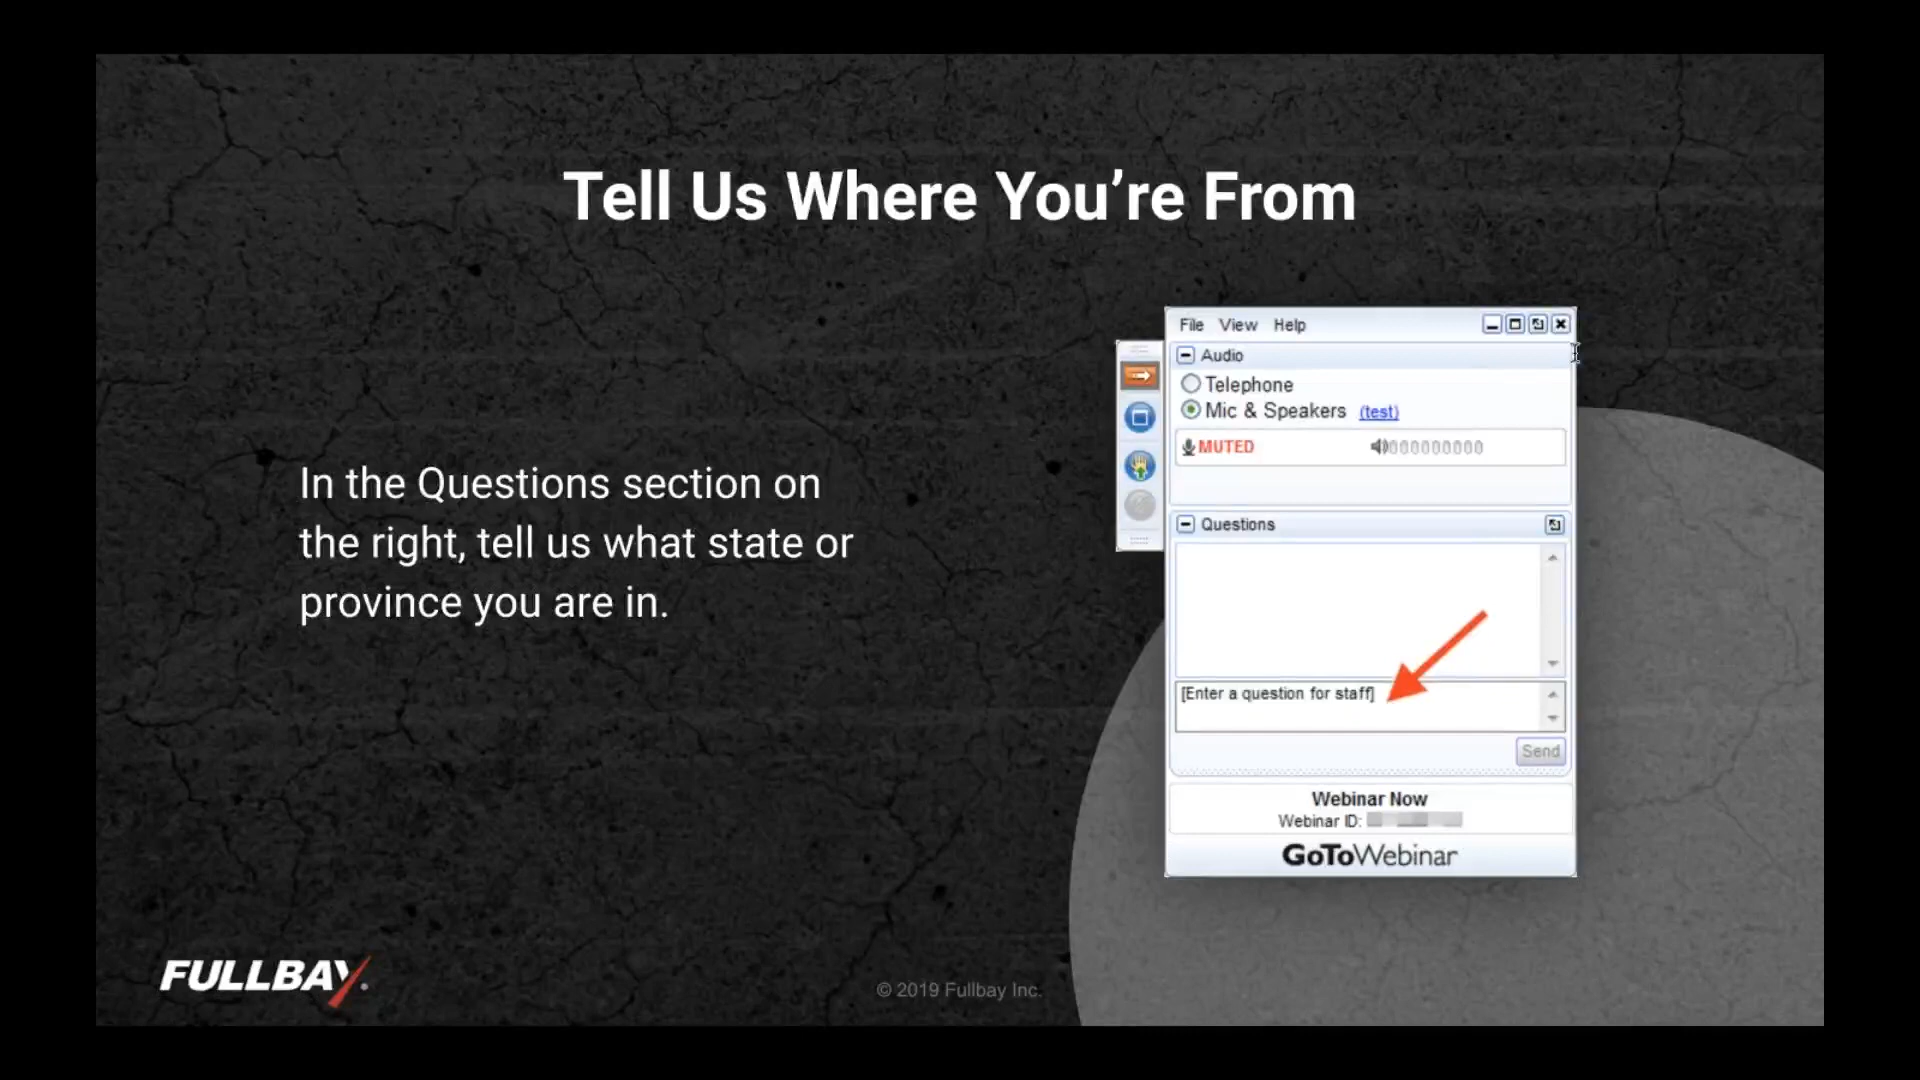 Tell Us Where You’re From
In the Questions section on
the right, tell us what state or
province you are in.
File View Help
Audio
Telephone
Mic & Speakers (test)
MUTED
Questions
[Enter a question for staff]
Send
Webinar Now
Webinar ID:
GoToWebinar
FULLBAY
© 2019 Fullbay Inc.